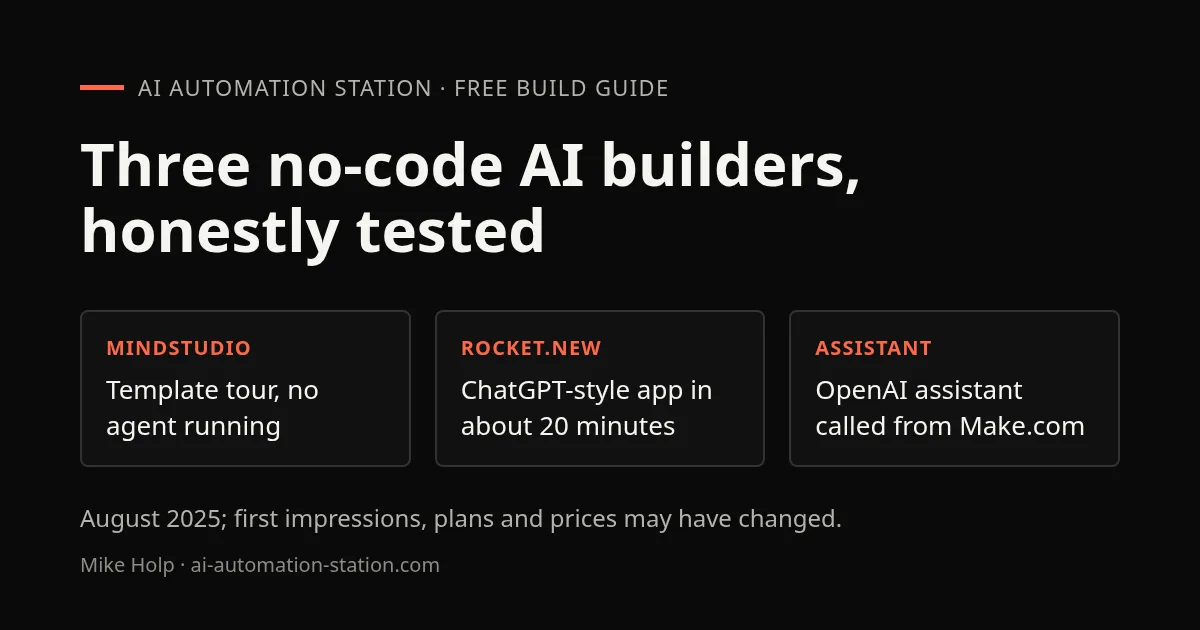 AI AUTOMATION STATION · FREE BUILD GUIDE
Three no-code AI builders,
honestly tested
MINDSTUDIO
Template tour, no
agent running
ROCKET.NEW
ChatGPT-style app in
about 20 minutes
ASSISTANT
OpenAI assistant
called from Make.com
August 2025; first impressions, plans and prices may have changed.
Mike Holp · ai-automation-station.com